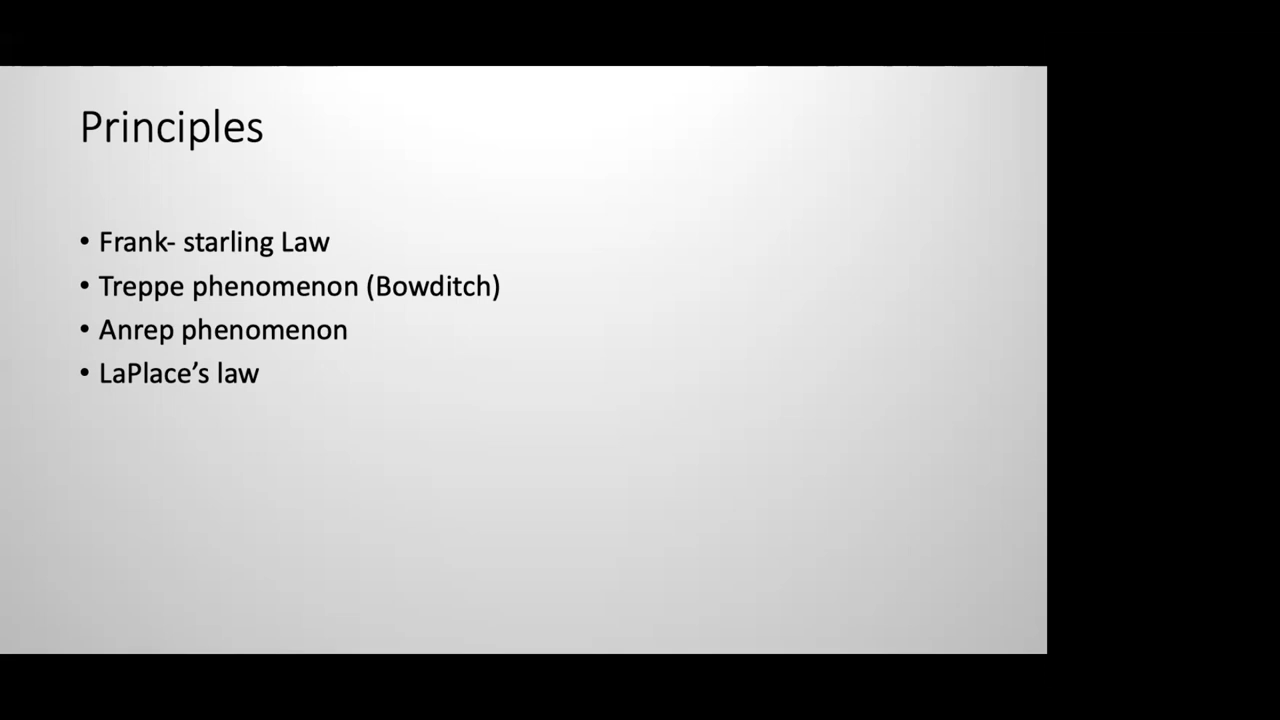 Principles
• Frank- starling Law
• Treppe phenomenon (Bowditch)
• Anrep phenomenon
• LaPlace’s law